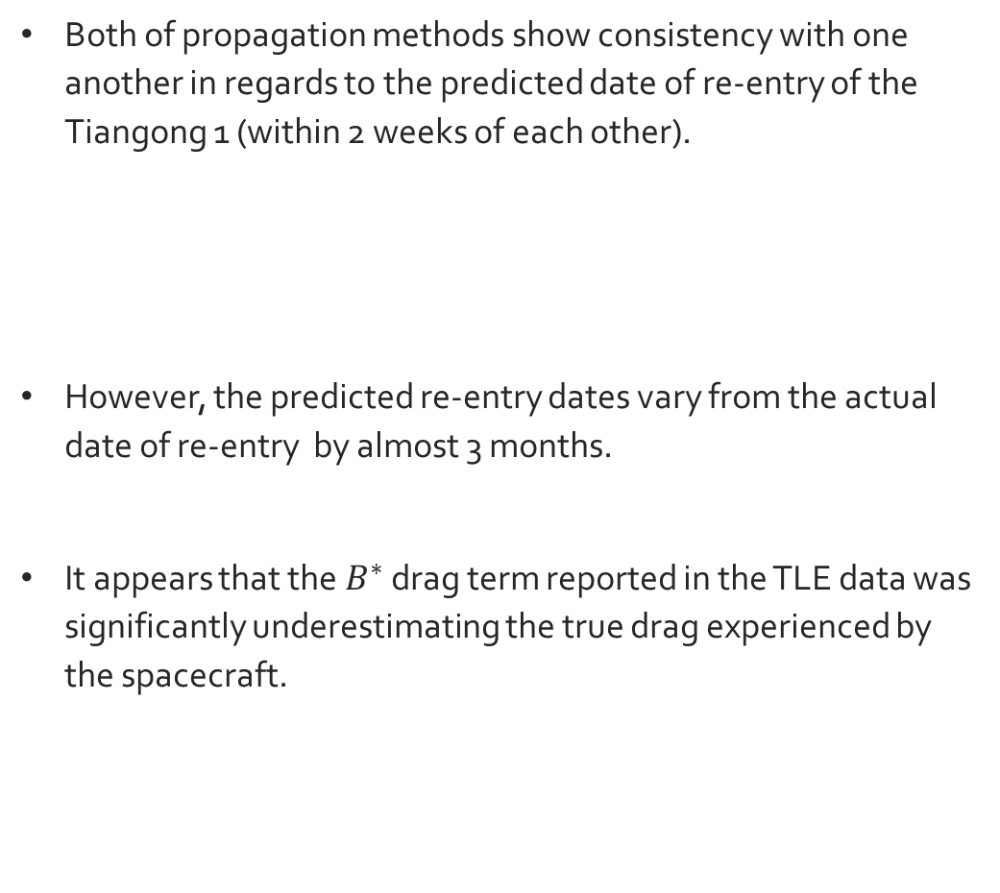 • Both of propagation methods show consistency with one
another in regards to the predicted date of re-entry of the
Tiangong 1 (within 2 weeks of each other).
• However, the predicted re-entry dates vary from the actual
date of re-entry  by almost 3 months.
• It appears that the B* drag term reported in the TLE data was
significantly underestimating the true drag experienced by
the spacecraft.